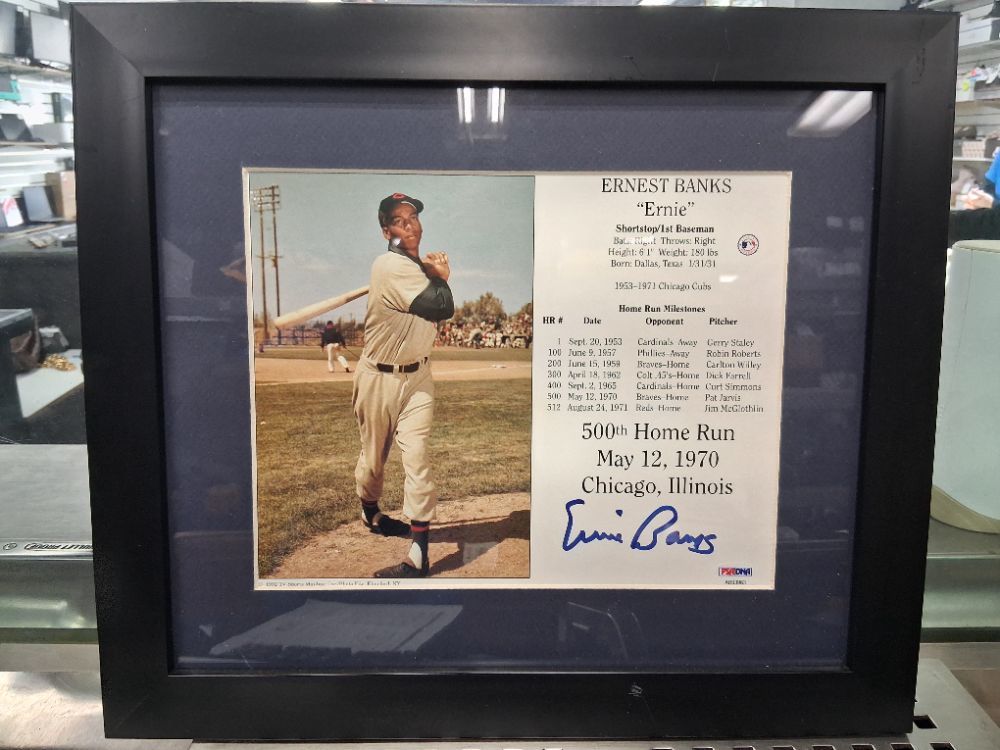 ERNEST BANKS
“Ernie”
Shortstop/1st Baseman
Bats: Right Throws: Right
Height: 6'1" Weight: 180 lbs
Born: Dallas, Texas 1/31/31
1953–1971 Chicago Cubs
Home Run Milestones
HR # Date Opponent Pitcher
1 Sept. 20, 1953 Cardinals–Away Gerry Staley
100 June 9, 1957 Phillies–Away Robin Roberts
200 June 15, 1959 Braves–Home Carlton Willey
300 April 18, 1962 Colt .45's–Home Dick Farrell
400 Sept. 2, 1965 Cardinals–Home Curt Simmons
500 May 12, 1970 Braves–Home Pat Jarvis
512 August 24, 1971 Reds–Home Jim McGlothlin
500th Home Run
May 12, 1970
Chicago, Illinois
Ernie Banks
PSA/DNA